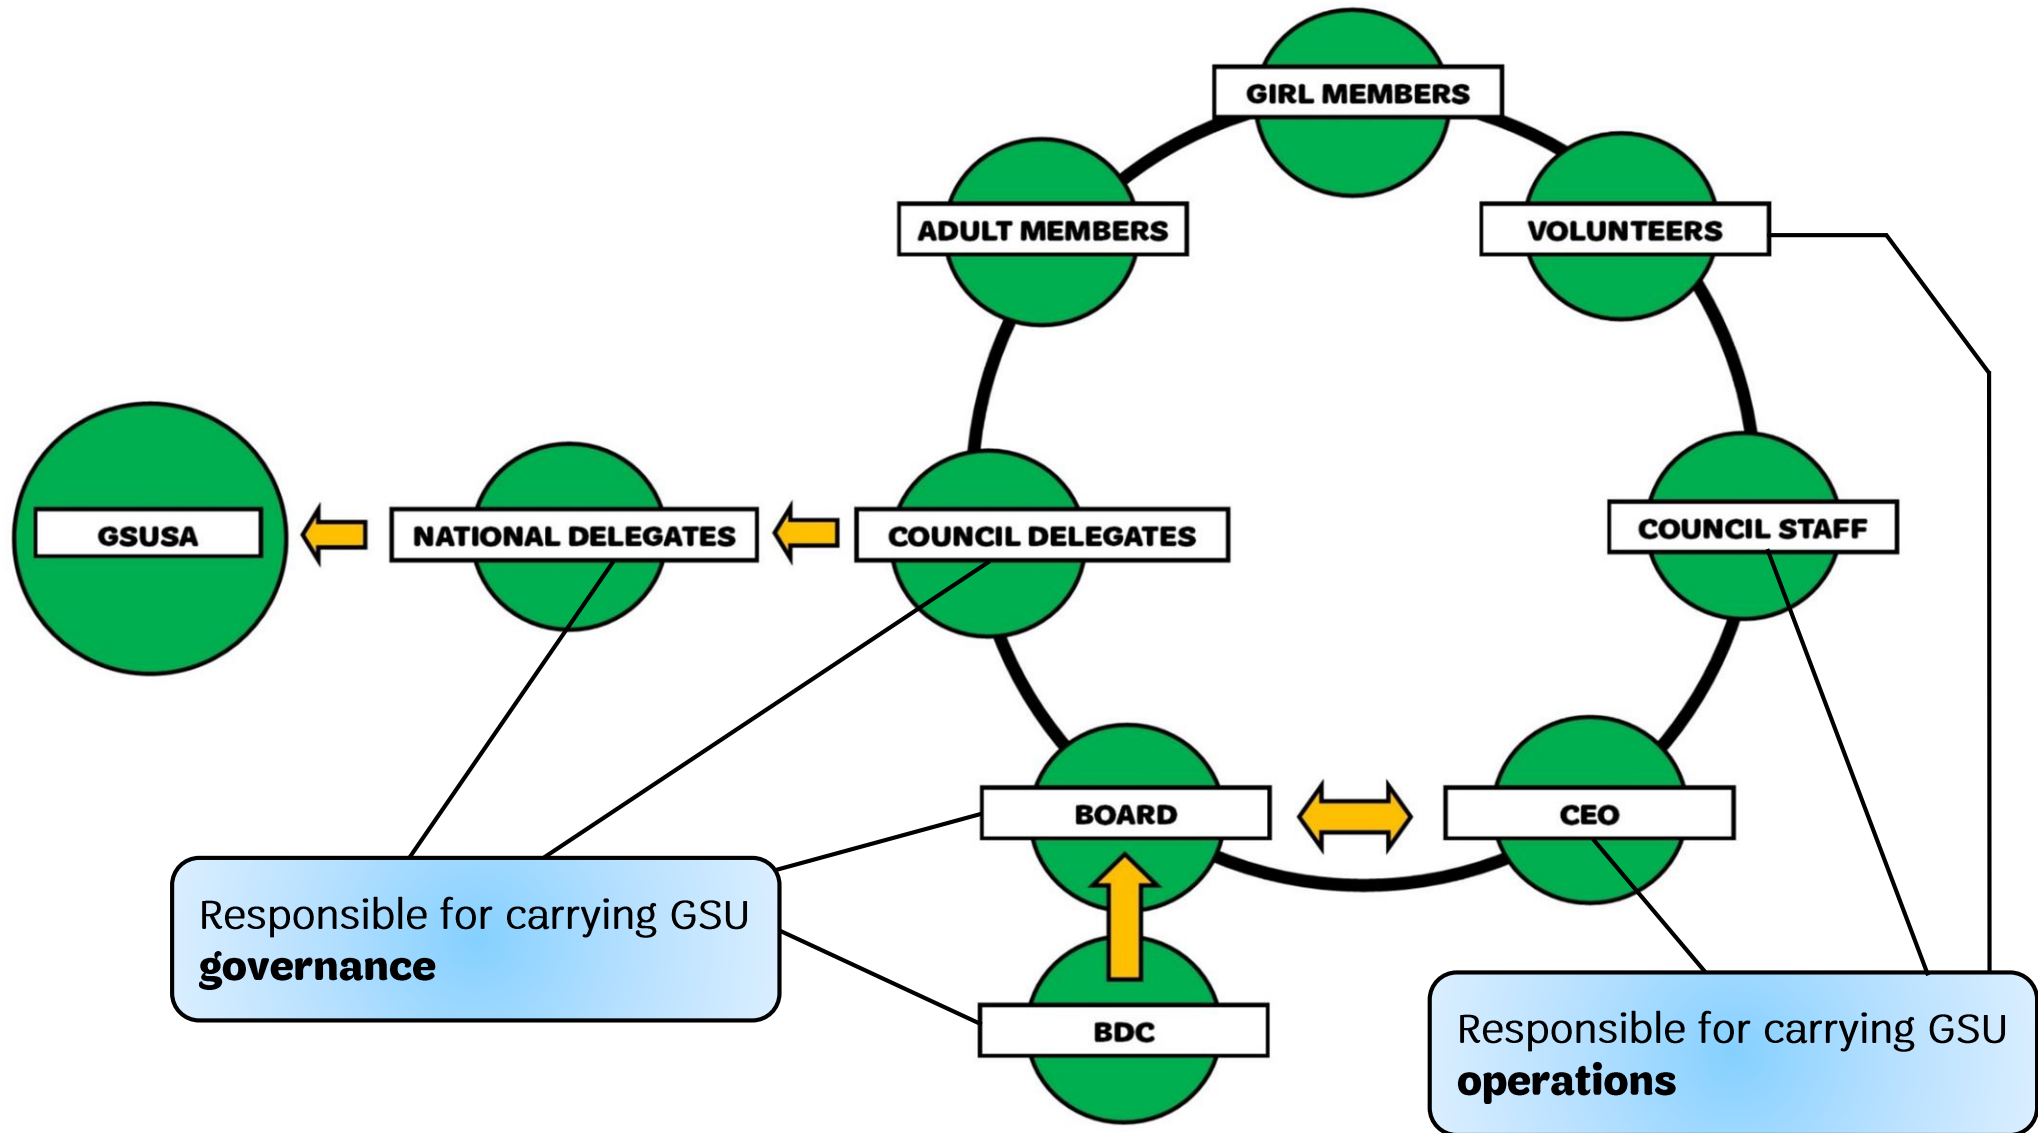 GIRL MEMBERS
ADULT MEMBERS
VOLUNTEERS
GSUSA
NATIONAL DELEGATES
COUNCIL DELEGATES
COUNCIL STAFF
BOARD
CEO
Responsible for carrying GSU
governance
BDC
Responsible for carrying GSU
operations